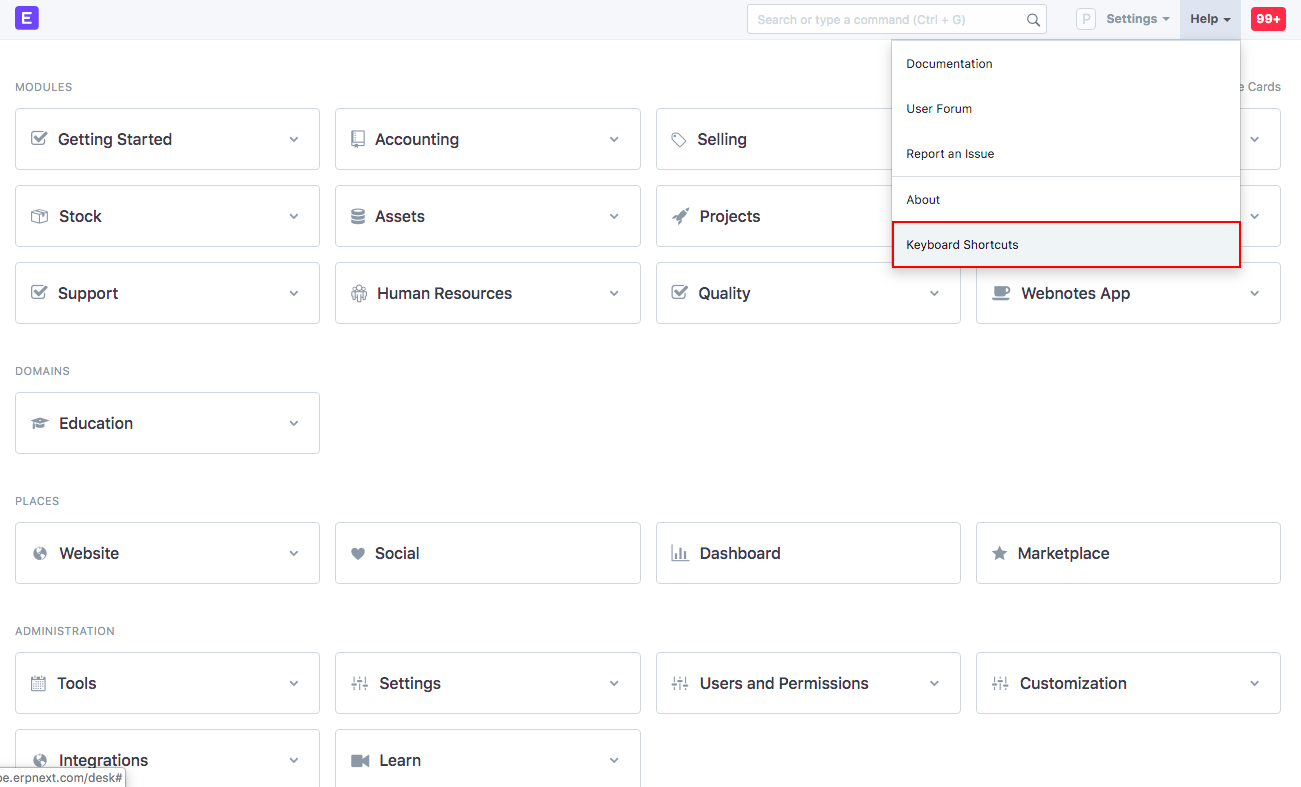 E
Search or type a command (Ctrl + G)
P
Settings
Help
99+
Documentation
User Forum
Report an Issue
About
Keyboard Shortcuts
MODULES
Cards
Getting Started
Accounting
Selling
Stock
Assets
Projects
Support
Human Resources
Quality
Webnotes App
DOMAINS
Education
PLACES
Website
Social
Dashboard
Marketplace
ADMINISTRATION
Tools
Settings
Users and Permissions
Customization
Integrations
Learn
be.erpnext.com/desk#